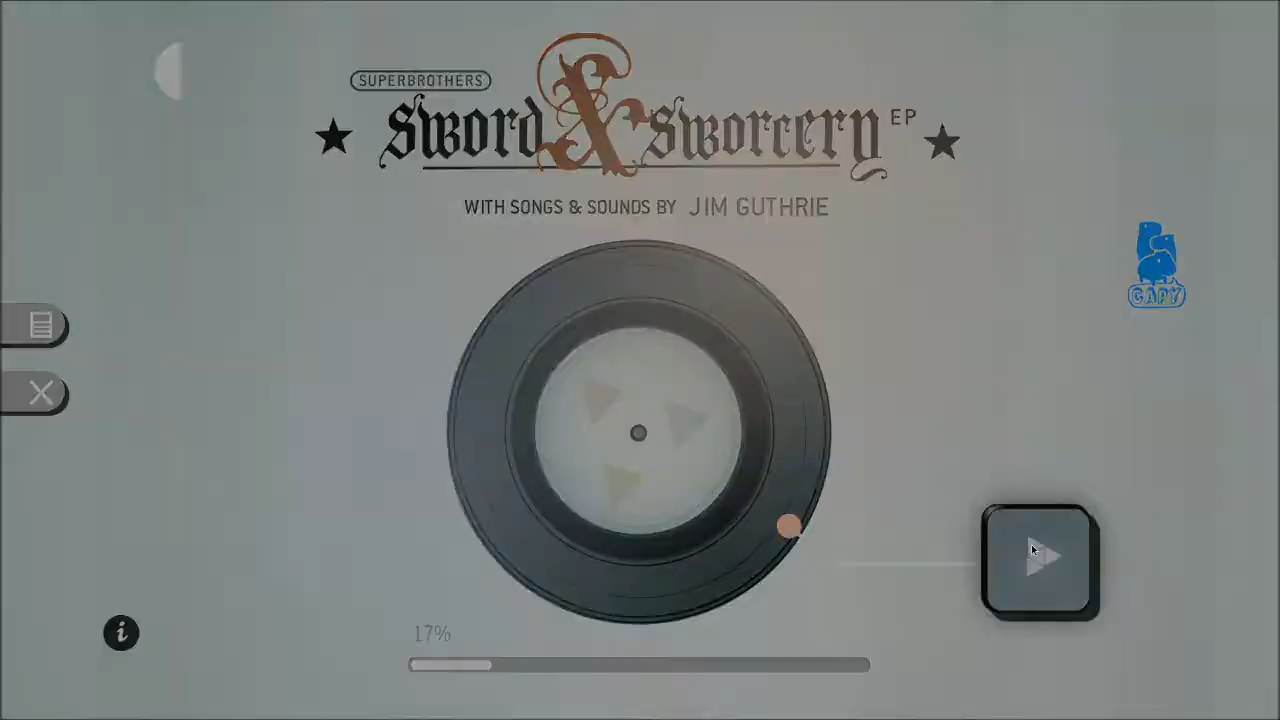 SUPERBROTHERS
Sword & Sworcery EP
WITH SONGS & SOUNDS BY JIM GUTHRIE
CAPY
i
17%